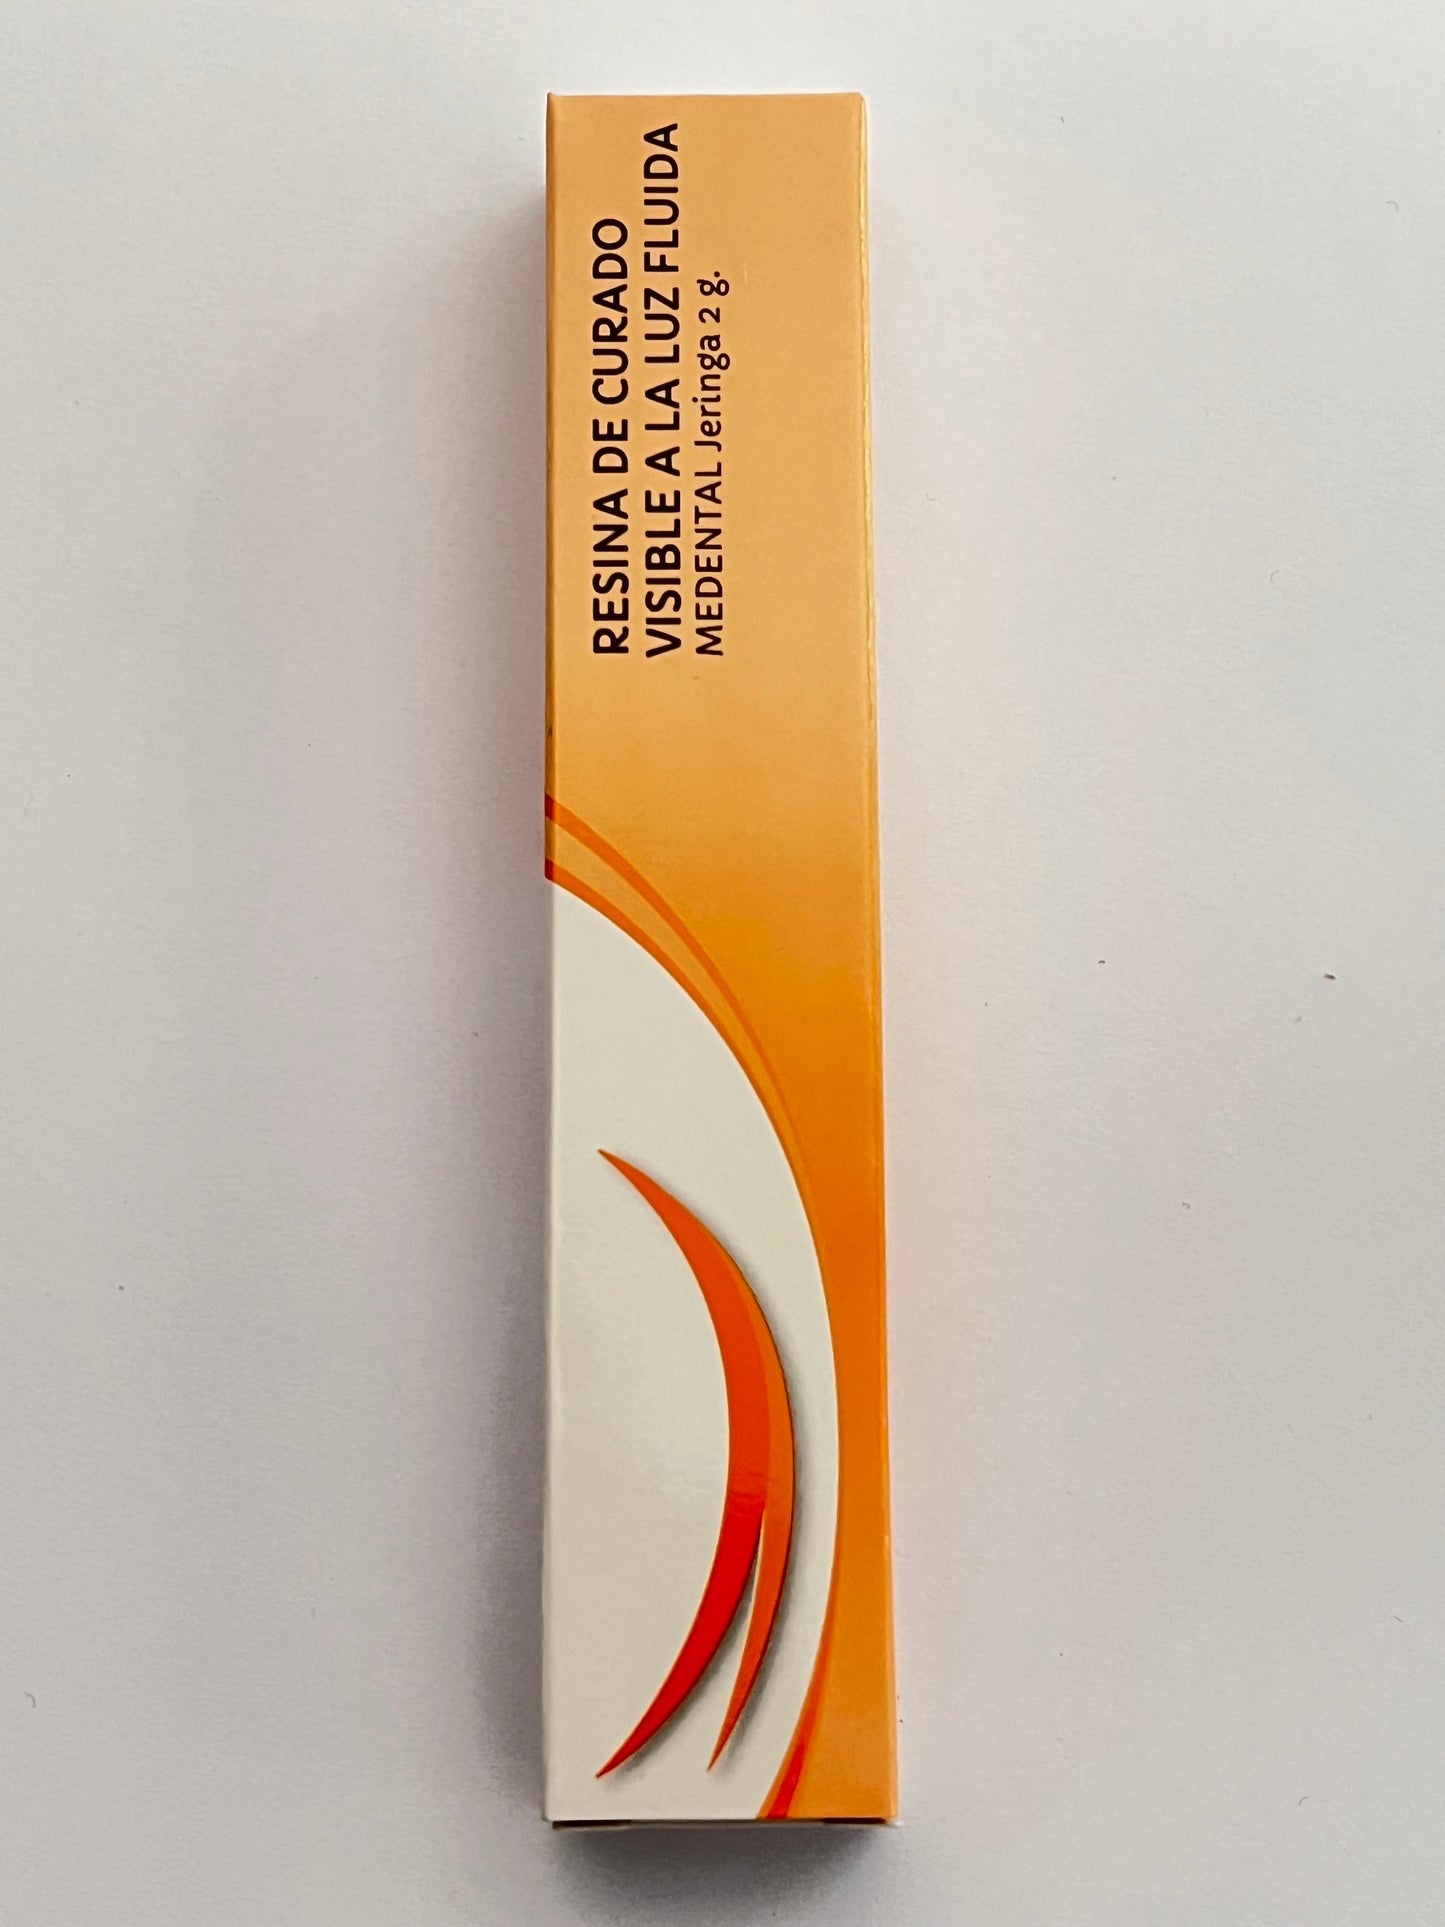 RESINA DE CURADO
VISIBLE A LA LUZ FLUIDA
MEDENTAL Jeringa 2 g.